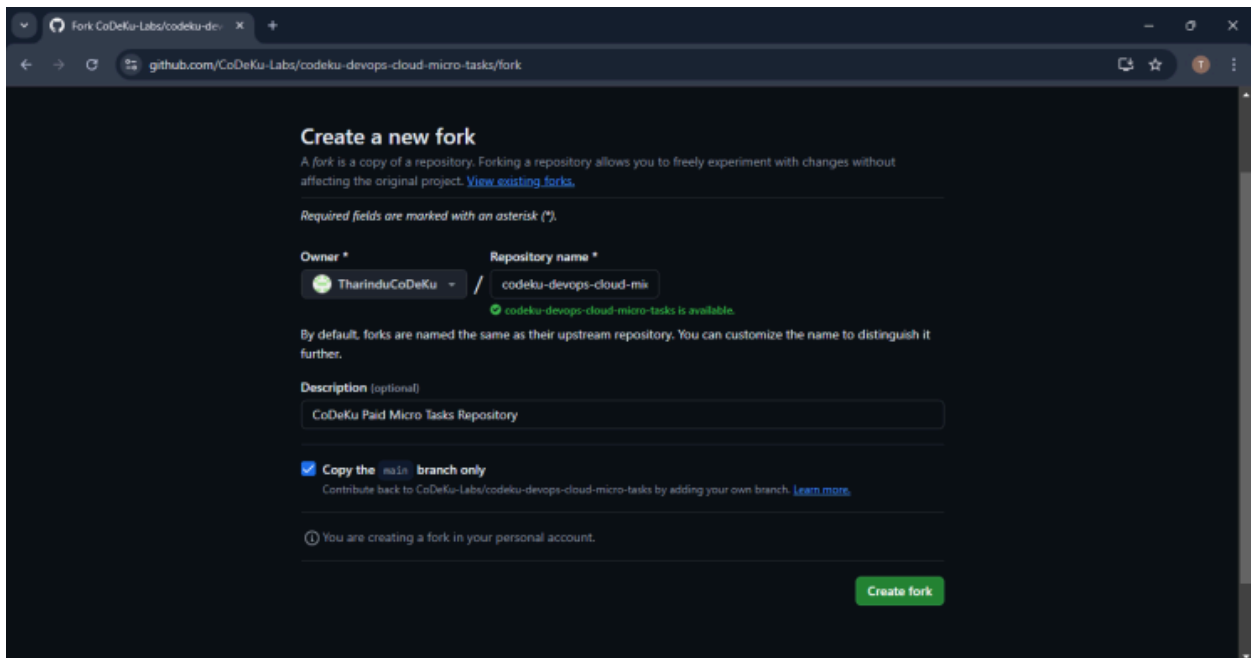 Fork CoDeKu-Labs/codeku-dev
github.com/CoDeKu-Labs/codeku-devops-cloud-micro-tasks/fork
T
Create a new fork
A fork is a copy of a repository. Forking a repository allows you to freely experiment with changes without
affecting the original project. View existing forks.
Required fields are marked with an asterisk (*).
Owner *
Repository name *
TharinduCoDeKu / codeku-devops-cloud-mic
codeku-devops-cloud-micro-tasks is available.
By default, forks are named the same as their upstream repository. You can customize the name to distinguish it
further.
Description (optional)
CoDeKu Paid Micro Tasks Repository
Copy the main branch only
Contribute back to CoDeKu-Labs/codeku-devops-cloud-micro-tasks by adding your own branch. Learn more.
You are creating a fork in your personal account.
Create fork